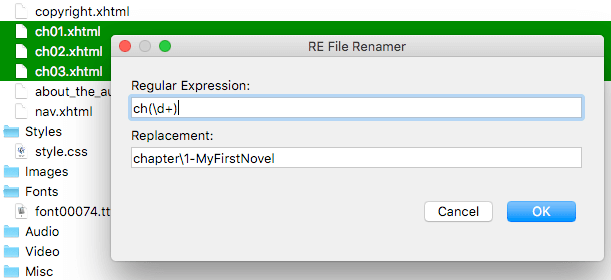 copyright.xhtml
ch01.xhtml
ch02.xhtml
ch03.xhtml
about_the_au
nav.xhtml
Styles
style.css
Images
Fonts
font00074.tt
Audio
Video
Misc
RE File Renamer
Regular Expression:
ch(\d+)
Replacement:
chapter\1-MyFirstNovel
Cancel
OK